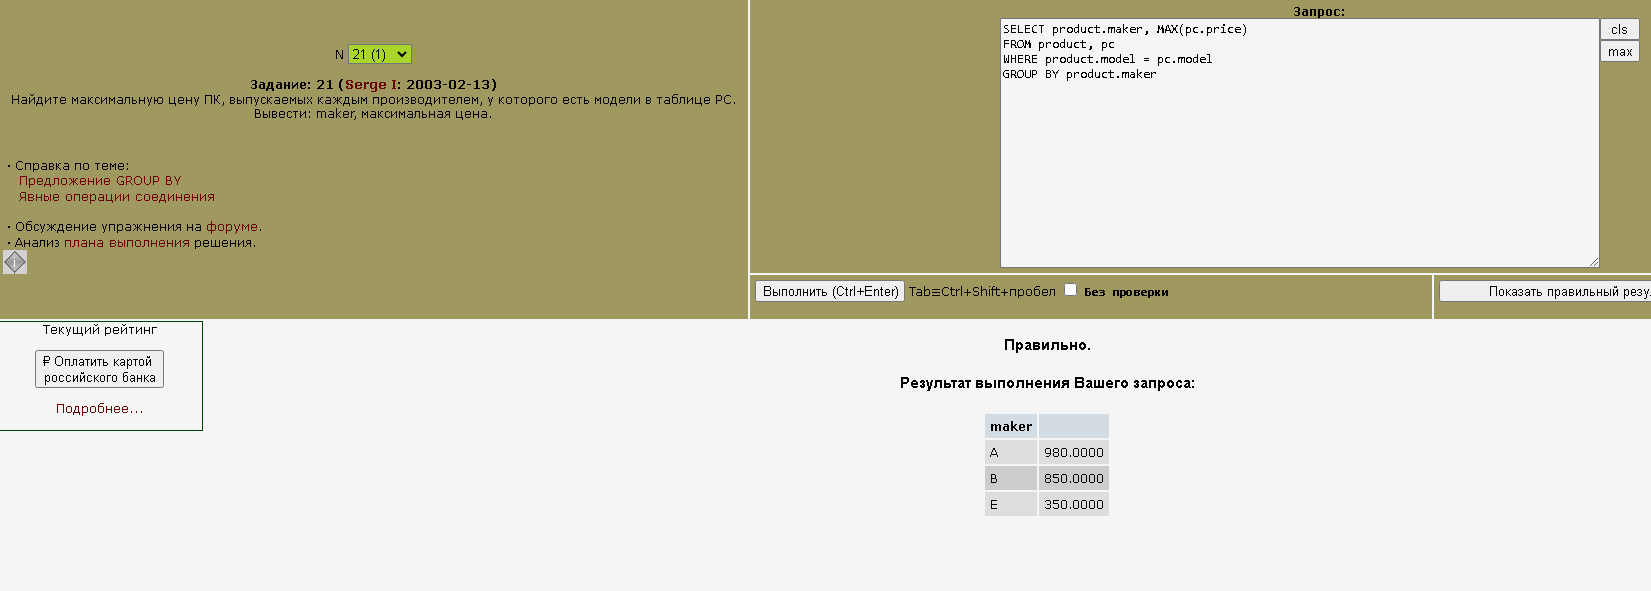 N 21 (1)
Задание: 21 (Serge I: 2003-02-13)
Найдите максимальную цену ПК, выпускаемых каждым производителем, у которого есть модели в таблице PC.
Вывести: maker, максимальная цена.
· Справка по теме:
Предложение GROUP BY
Явные операции соединения
· Обсуждение упражнения на форуме.
· Анализ плана выполнения решения.
Запрос:
SELECT product.maker, MAX(pc.price)
FROM product, pc
WHERE product.model = pc.model
GROUP BY product.maker
cls
max
Выполнить (Ctrl+Enter) Tab≡Ctrl+Shift+пробел Без проверки
Показать правильный резу
Текущий рейтинг
₽ Оплатить картой
российского банка
Подробнее...
Правильно.
Результат выполнения Вашего запроса:
maker
A 980.0000
B 850.0000
E 350.0000